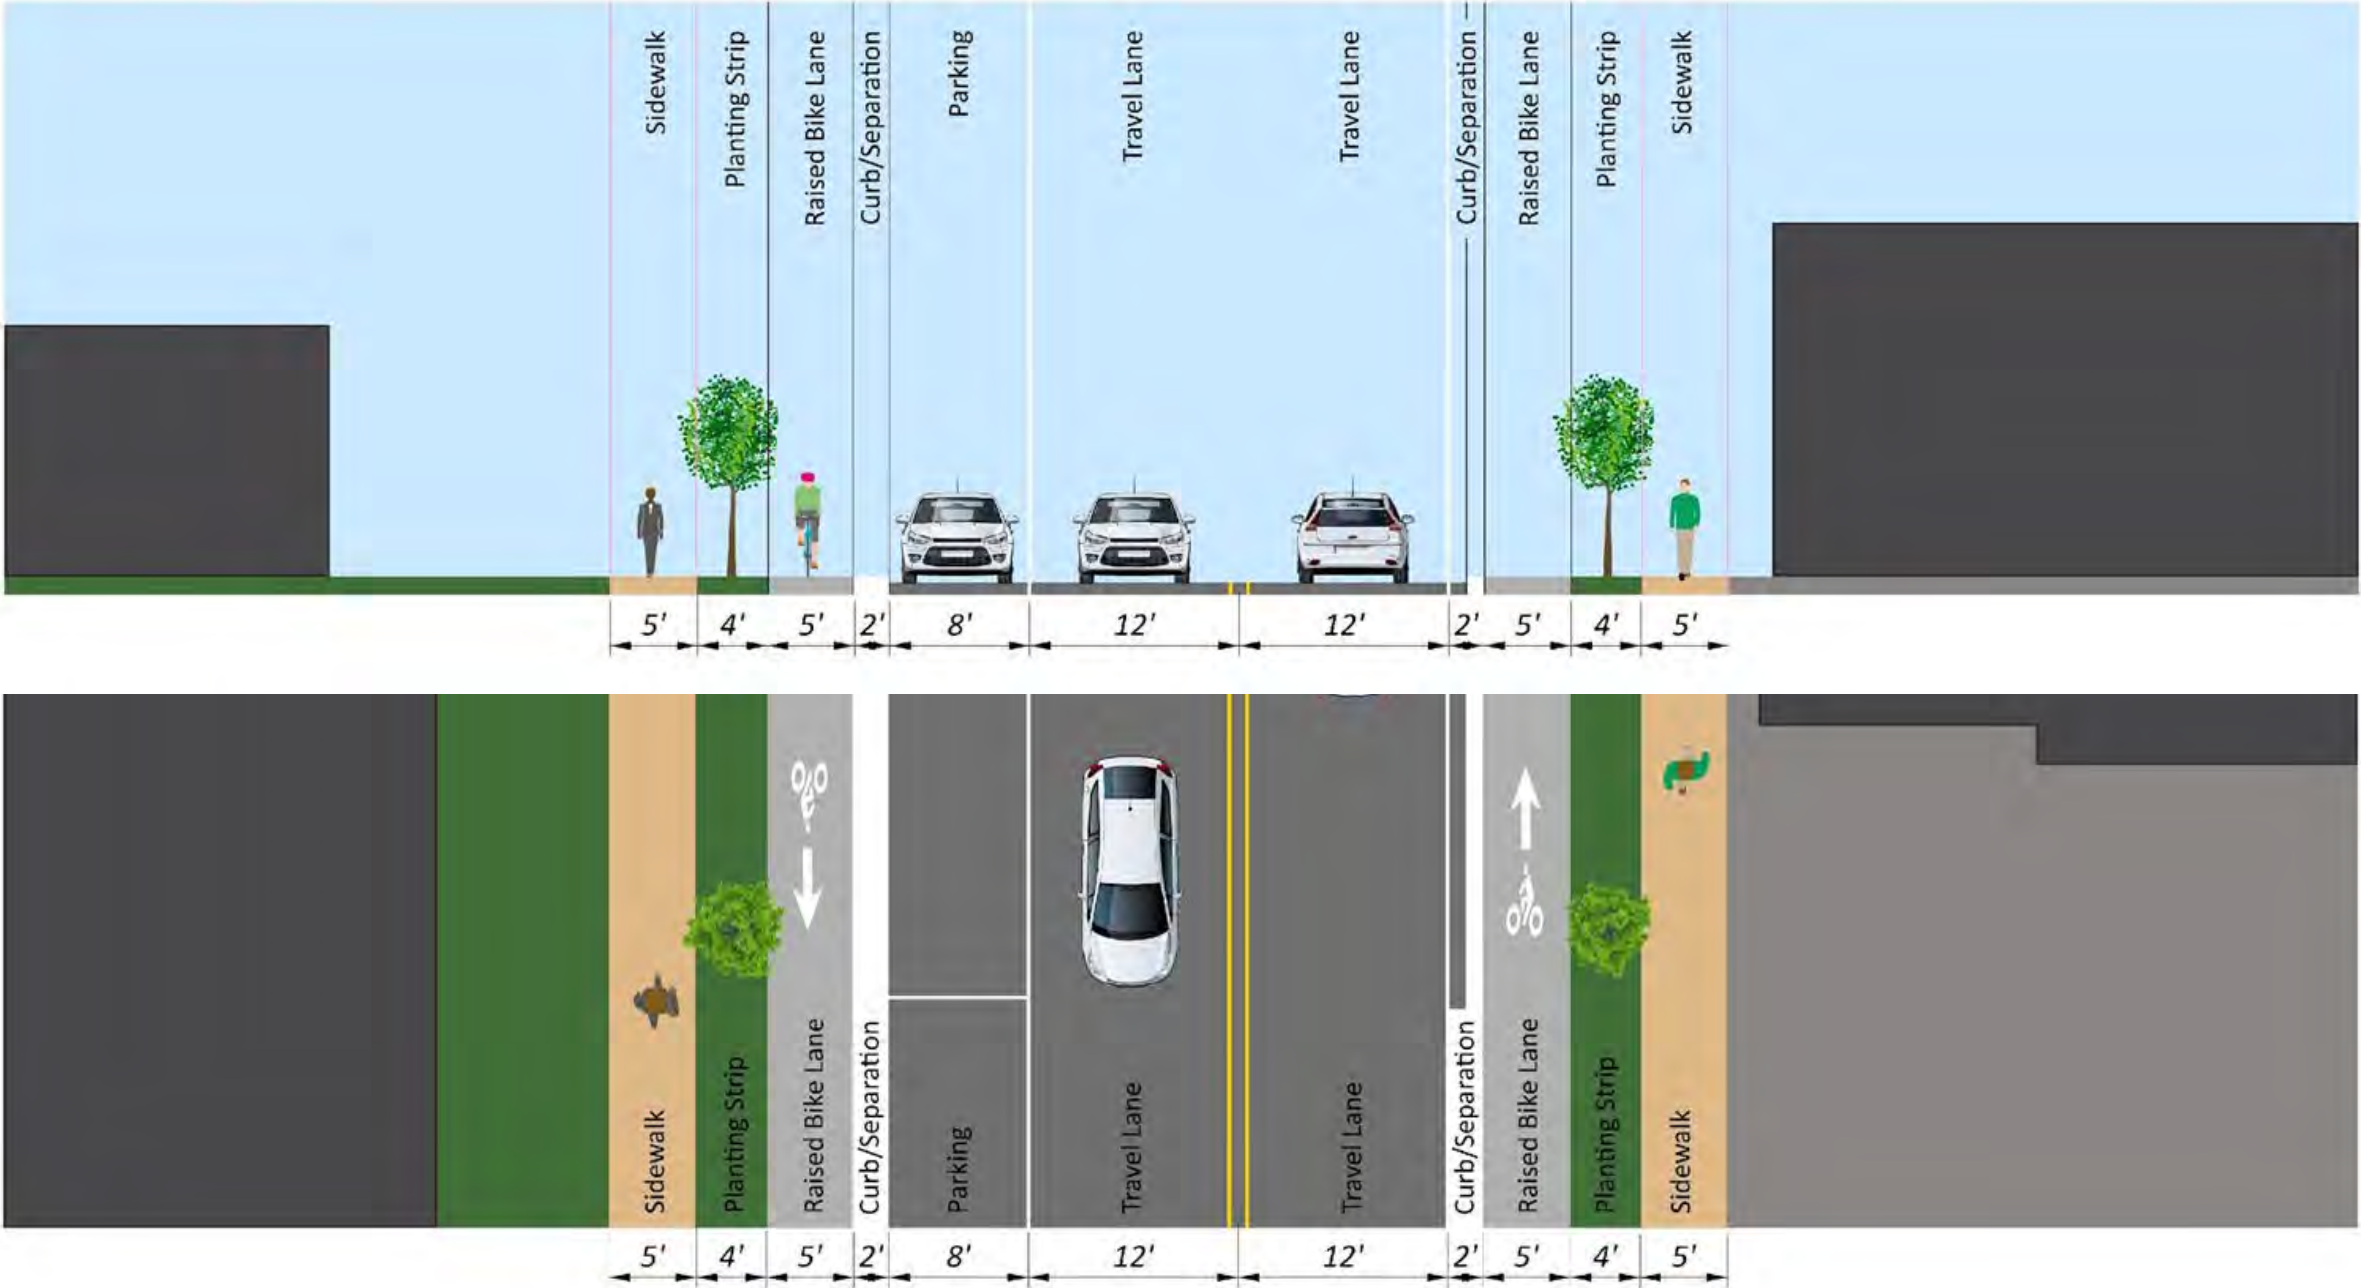 Sidewalk
Planting Strip
Raised Bike Lane
Curb/Separation
Parking
Travel Lane
Travel Lane
Curb/Separation
Raised Bike Lane
Planting Strip
Sidewalk
5'
4'
5'
2'
8'
12'
12'
2'
5'
4'
5'
Sidewalk
Planting Strip
Raised Bike Lane
Curb/Separation
Parking
Travel Lane
Travel Lane
Curb/Separation
Raised Bike Lane
Planting Strip
Sidewalk
5'
4'
5'
2'
8'
12'
12'
2'
5'
4'
5'